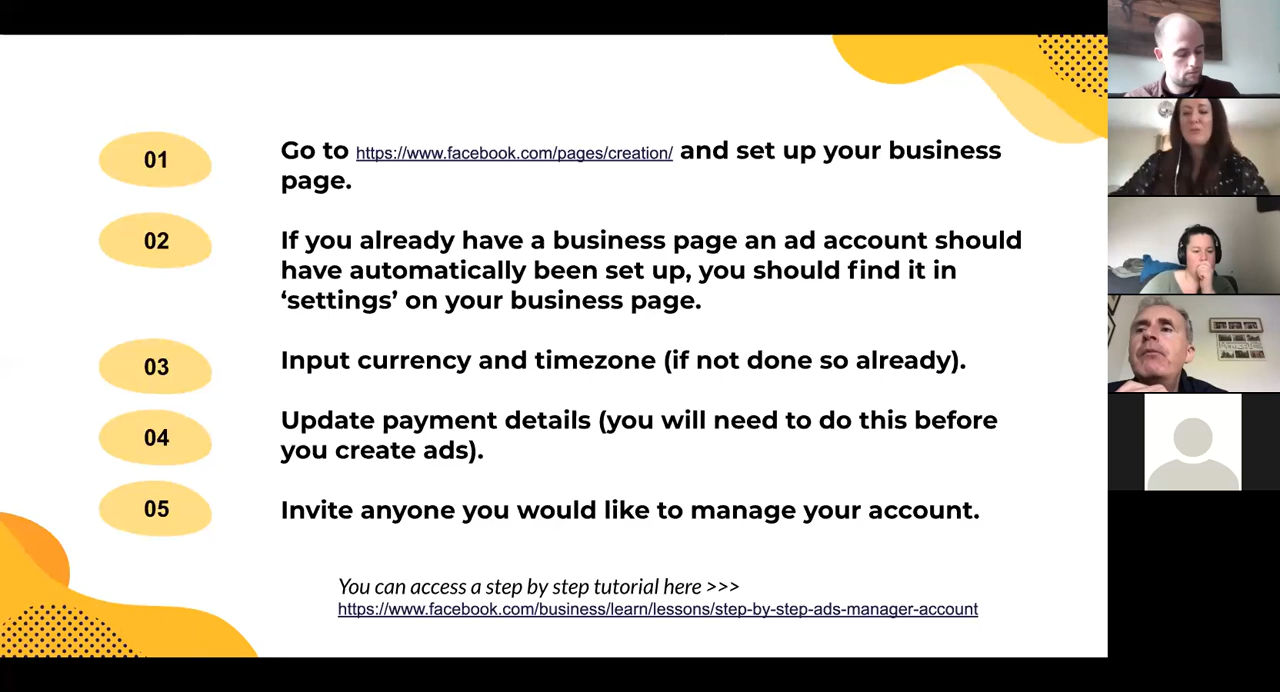 01
Go to https://www.facebook.com/pages/creation/ and set up your business
page.
02
If you already have a business page an ad account should
have automatically been set up, you should find it in
‘settings’ on your business page.
03
Input currency and timezone (if not done so already).
04
Update payment details (you will need to do this before
you create ads).
05
Invite anyone you would like to manage your account.
You can access a step by step tutorial here >>>
https://www.facebook.com/business/learn/lessons/step-by-step-ads-manager-account